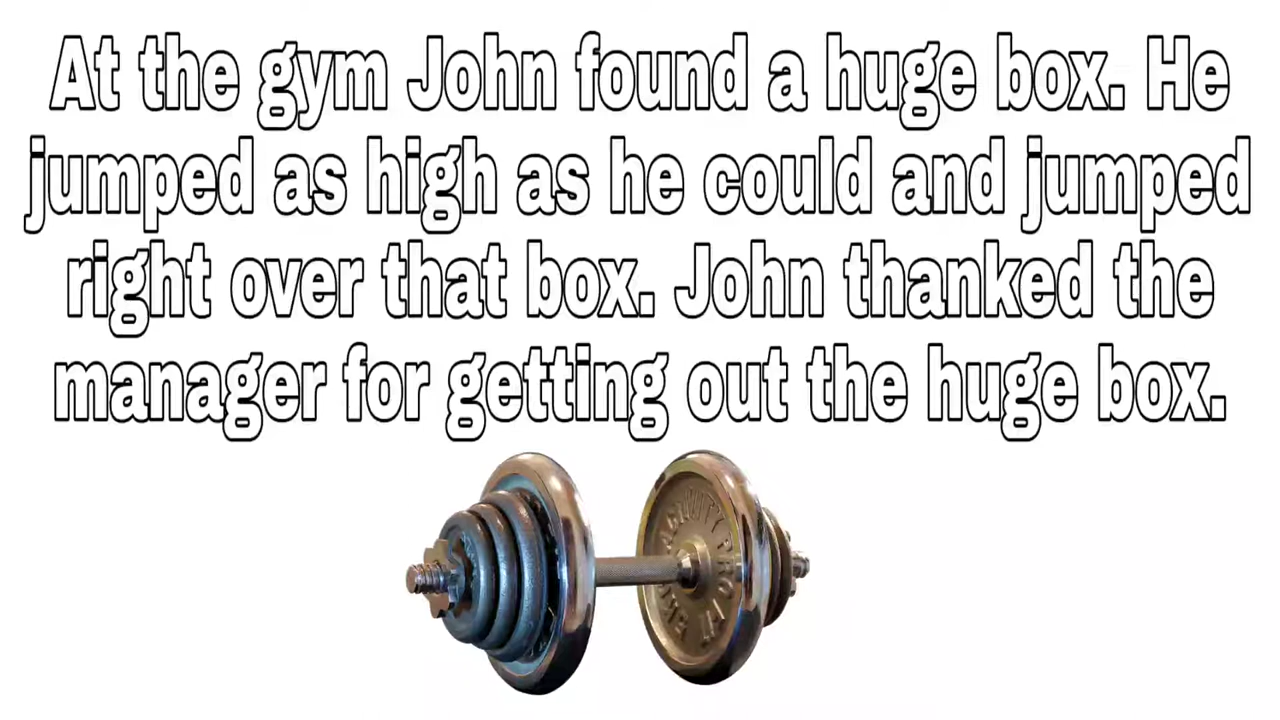 At the gym John found a huge box. He
jumped as high as he could and jumped
right over that box. John thanked the
manager for getting out the huge box.